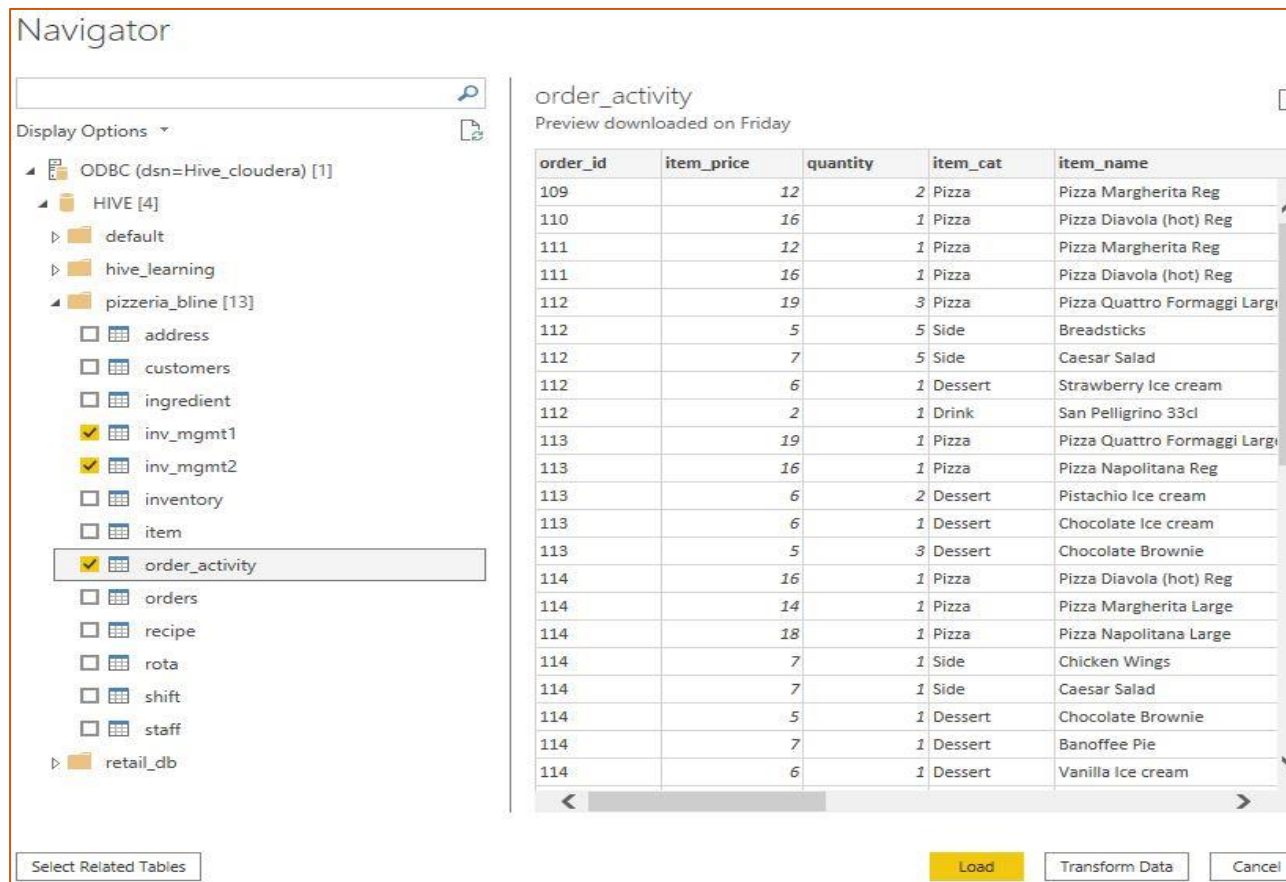 Navigator
Display Options
ODBC (dsn=Hive_cloudera) [1]
HIVE [4]
default
hive_learning
pizzeria_bline [13]
address
customers
ingredient
inv_mgmt1
inv_mgmt2
inventory
item
order_activity
orders
recipe
rota
shift
staff
retail_db
order_activity
Preview downloaded on Friday
order_id item_price quantity item_cat item_name
109 12 2 Pizza Pizza Margherita Reg
110 16 1 Pizza Pizza Diavola (hot) Reg
111 12 1 Pizza Pizza Margherita Reg
111 16 1 Pizza Pizza Diavola (hot) Reg
112 19 3 Pizza Pizza Quattro Formaggi Large
112 5 5 Side Breadsticks
112 7 5 Side Caesar Salad
112 6 1 Dessert Strawberry Ice cream
112 2 1 Drink San Pelligrino 33cl
113 19 1 Pizza Pizza Quattro Formaggi Large
113 16 1 Pizza Pizza Napolitana Reg
113 6 2 Dessert Pistachio Ice cream
113 6 1 Dessert Chocolate Ice cream
113 5 3 Dessert Chocolate Brownie
114 16 1 Pizza Pizza Diavola (hot) Reg
114 14 1 Pizza Pizza Margherita Large
114 18 1 Pizza Pizza Napolitana Large
114 7 1 Side Chicken Wings
114 7 1 Side Caesar Salad
114 5 1 Dessert Chocolate Brownie
114 7 1 Dessert Banoffee Pie
114 6 1 Dessert Vanilla Ice cream
Select Related Tables
Load
Transform Data
Cancel